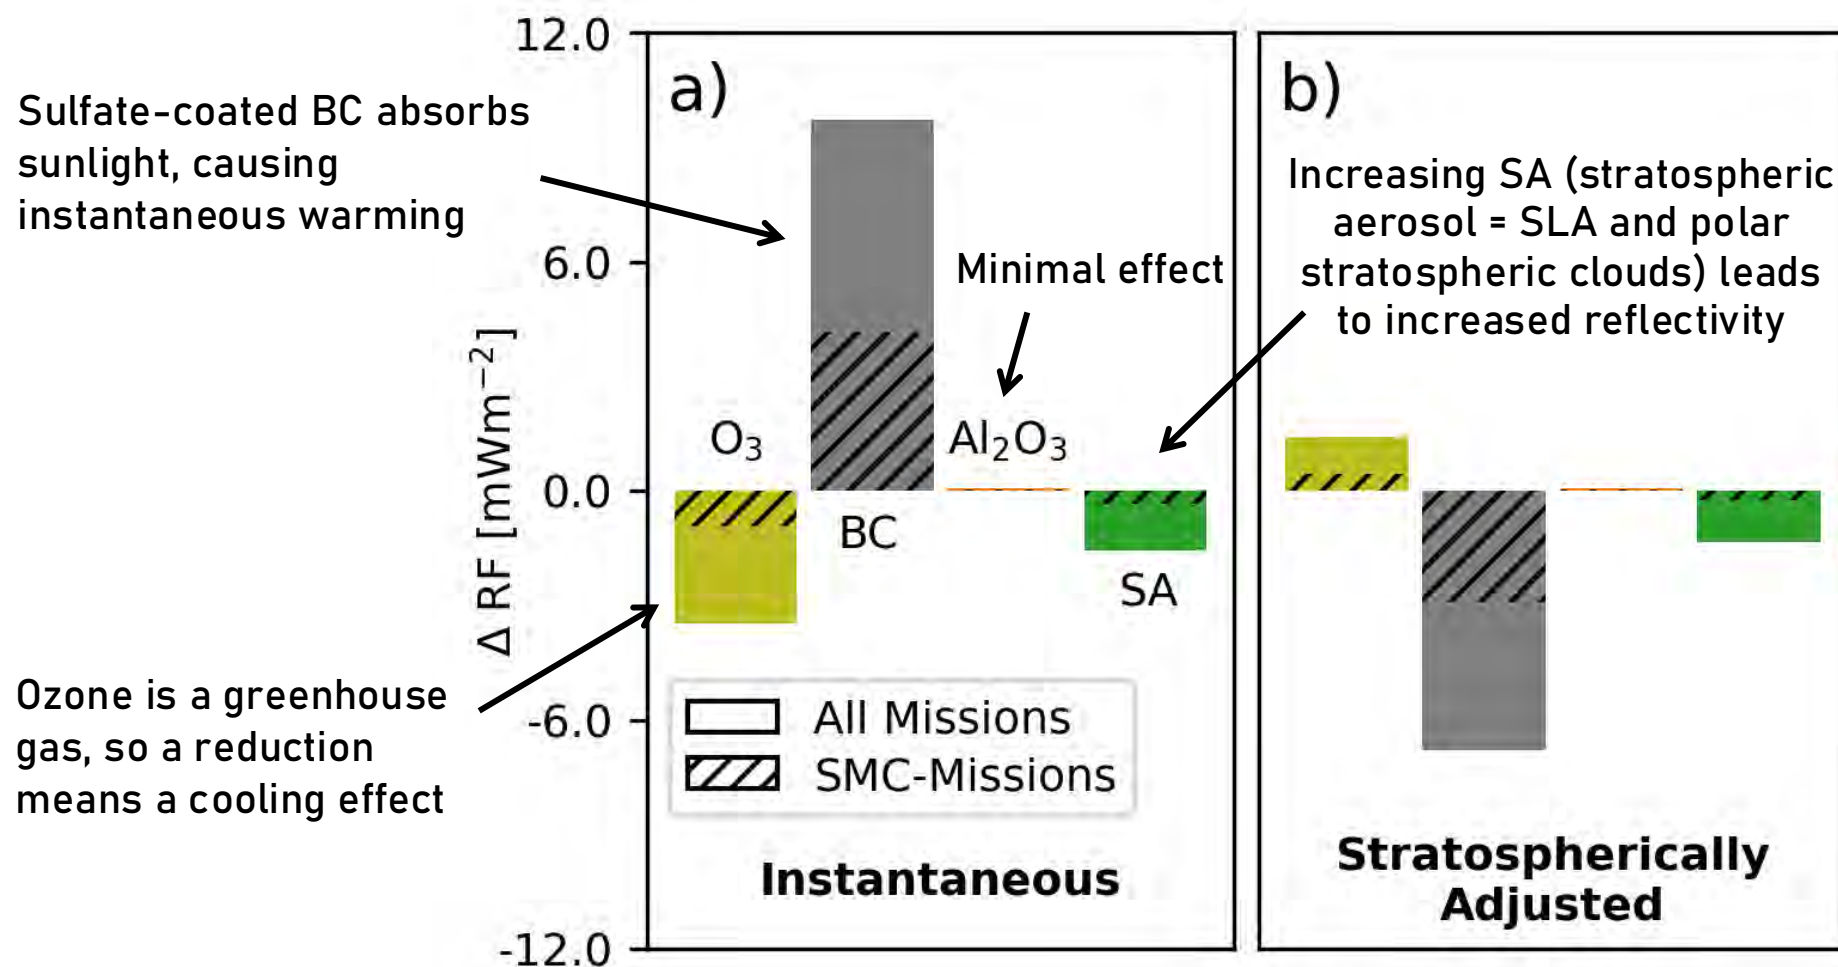 12.0
6.0
0.0
-6.0
-12.0
Δ RF [mWm⁻²]
Sulfate-coated BC absorbs
sunlight, causing
instantaneous warming
Ozone is a greenhouse
gas, so a reduction
means a cooling effect
a)
Minimal effect
O₃
BC
Al₂O₃
SA
All Missions
SMC-Missions
Instantaneous
b)
Increasing SA (stratospheric
aerosol = SLA and polar
stratospheric clouds) leads
to increased reflectivity
Stratospherically
Adjusted